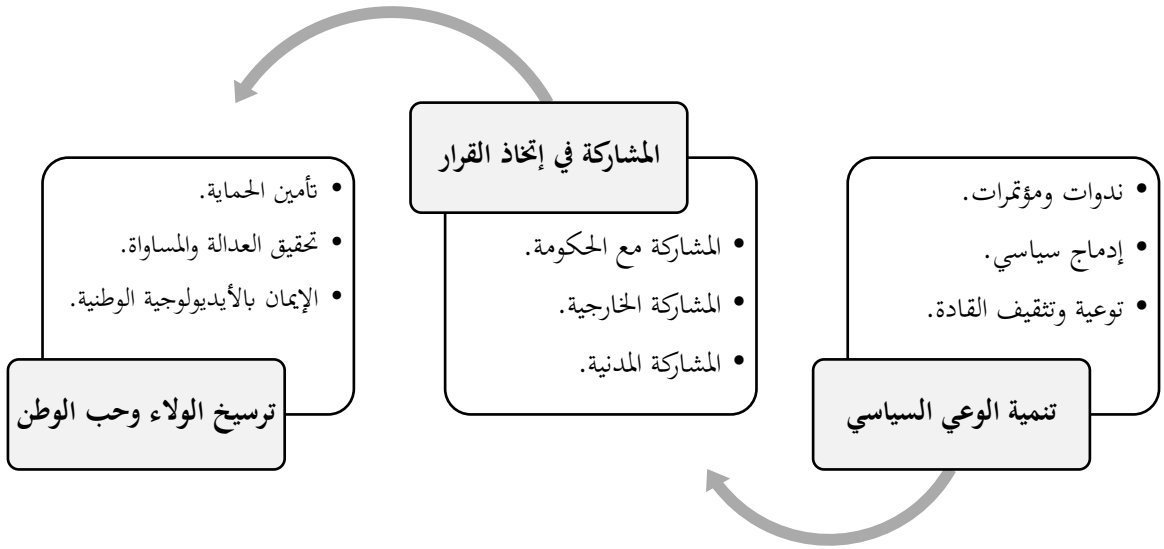 تنمية الوعي السياسي
• ندوات ومؤتمرات.
• إدماج سياسي.
• توعية وتثقيف القادة.
المشاركة في إتخاذ القرار
• المشاركة مع الحكومة.
• المشاركة الخارجية.
• المشاركة المدنية.
ترسيخ الولاء وحب الوطن
• تأمين الحماية.
• تحقيق العدالة والمساواة.
• الإيمان بالأيديولوجية الوطنية.